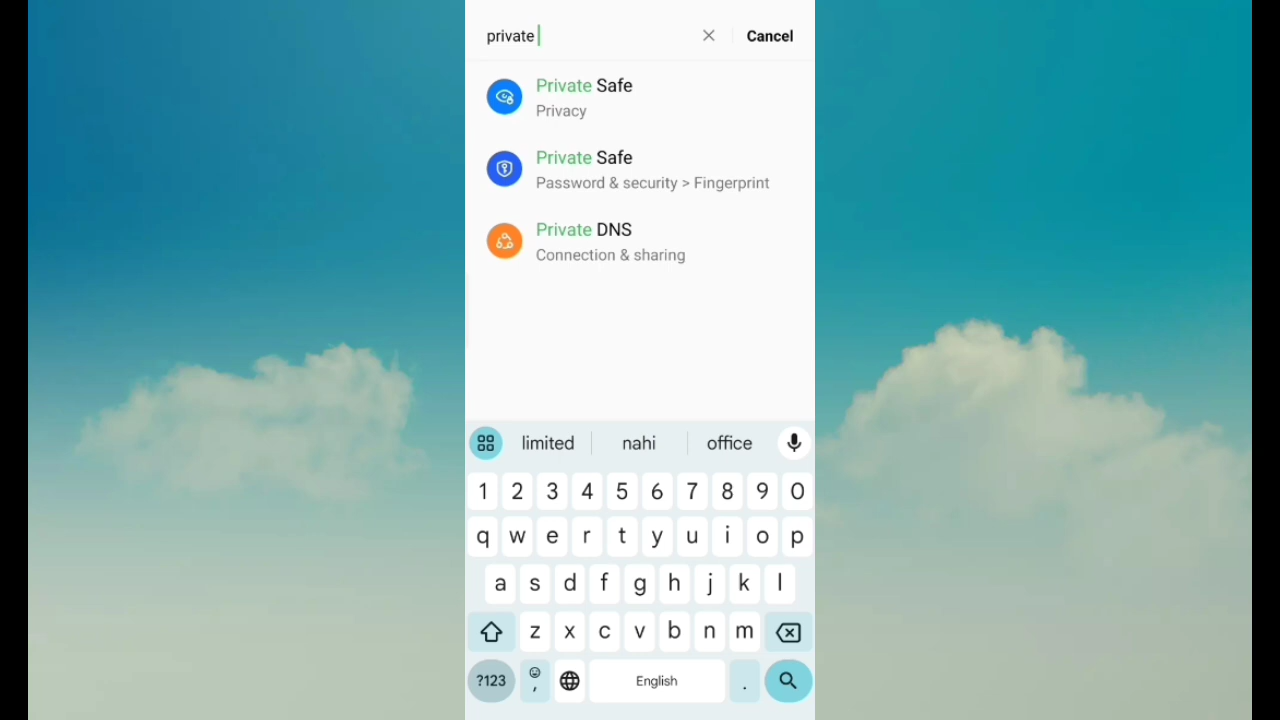 private
Cancel
Private Safe
Privacy
Private Safe
Password & security > Fingerprint
Private DNS
Connection & sharing
limited nahi office
1 2 3 4 5 6 7 8 9 0
q w e r t y u i o p
a s d f g h j k l
z x c v b n m
?123 , English .